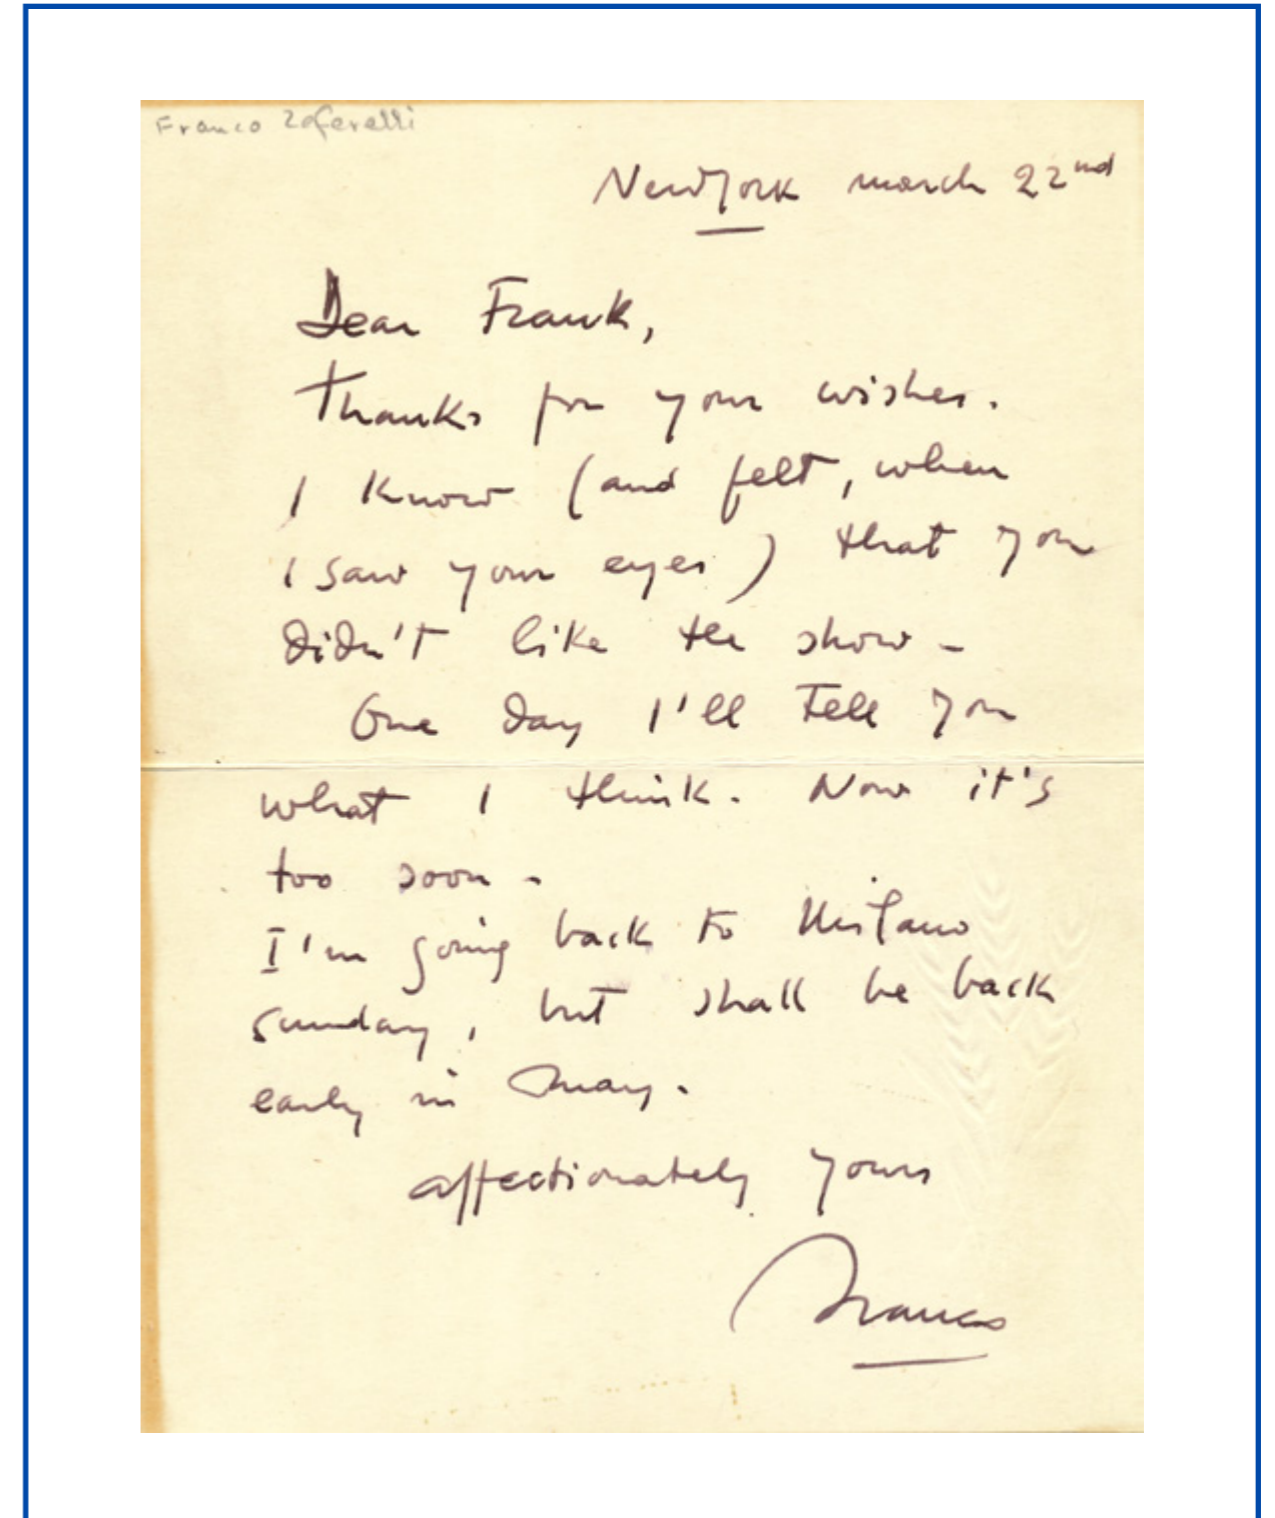 Franco Zeferelli
New York march 22nd
Dear Frank,
Thanks for your wishes.
I know (and felt, when
I saw your eyes) that you
didn't like the show -
One day I'll tell you
what I think. Now it's
too soon -
I'm going back to Milano
sunday, but shall be back
early in may.
affectionately yours
Franco